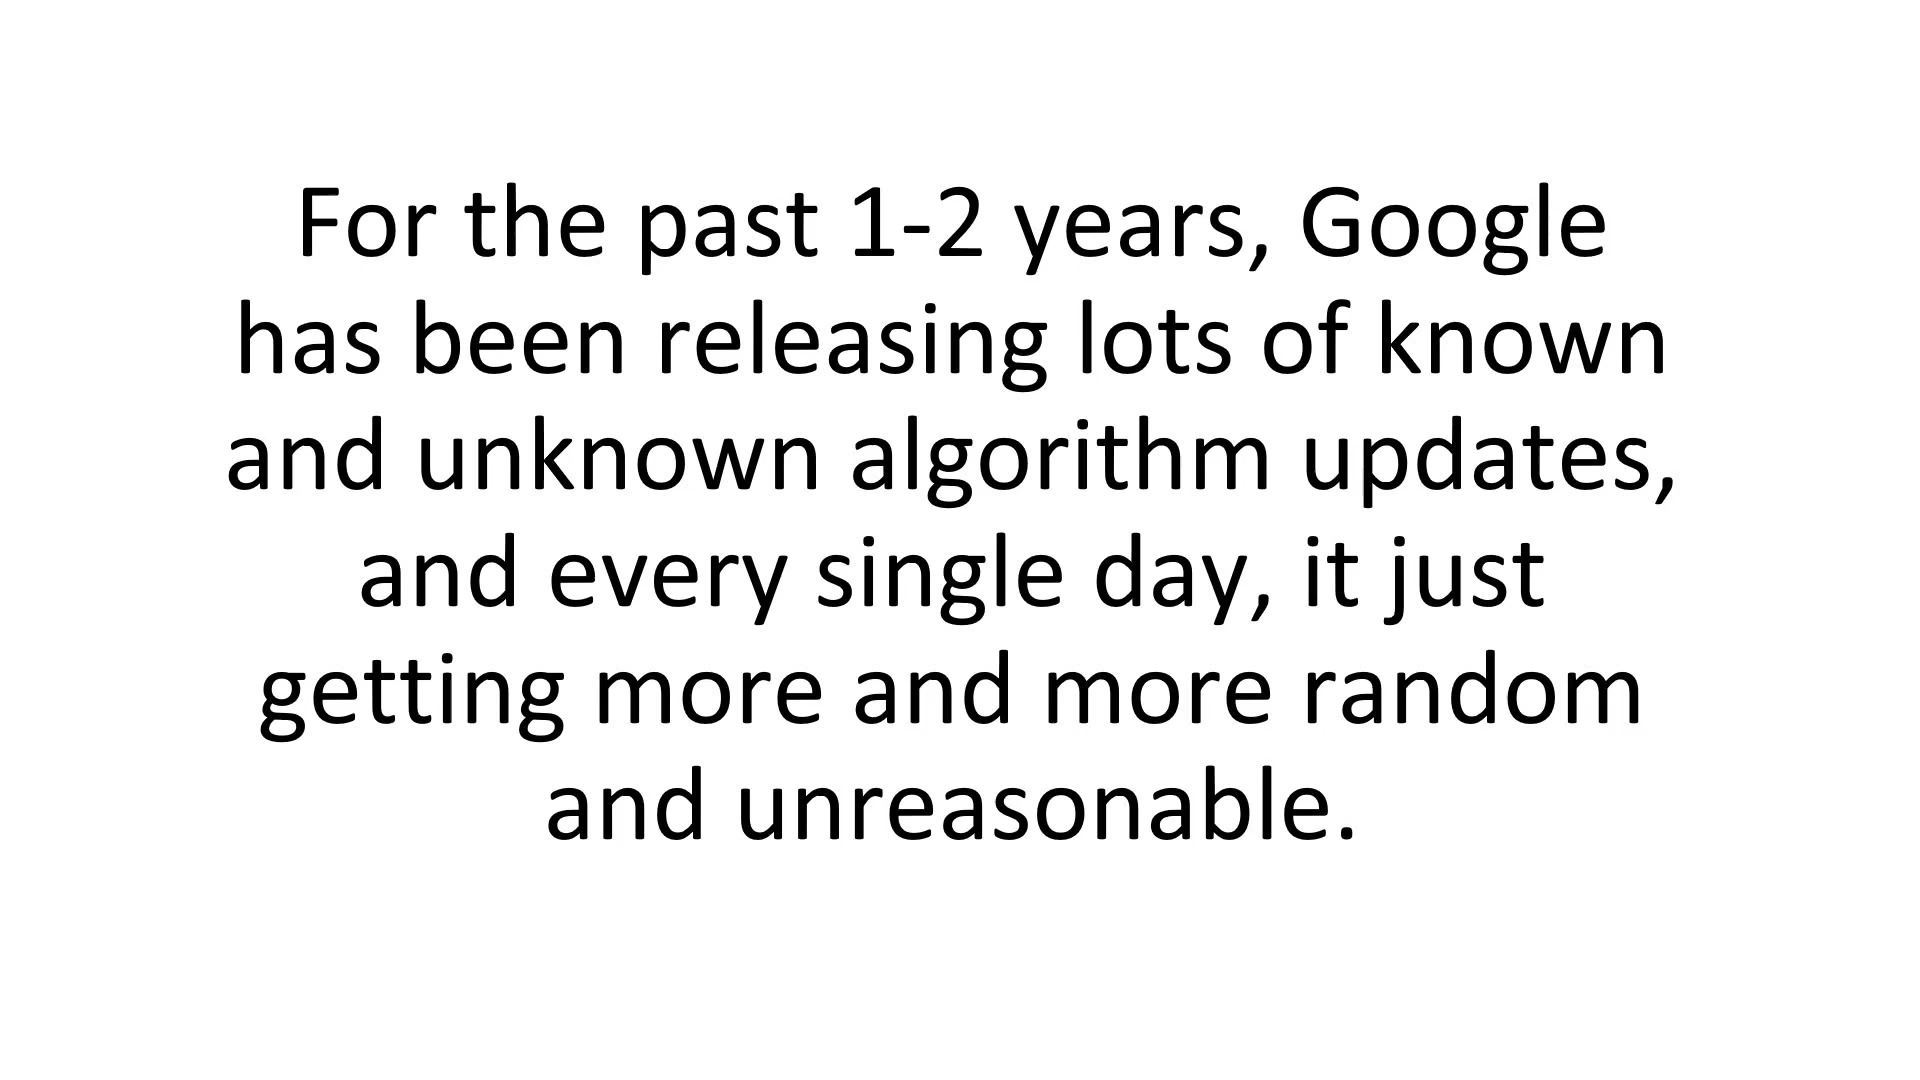 For the past 1-2 years, Google
has been releasing lots of known
and unknown algorithm updates,
and every single day, it just
getting more and more random
and unreasonable.